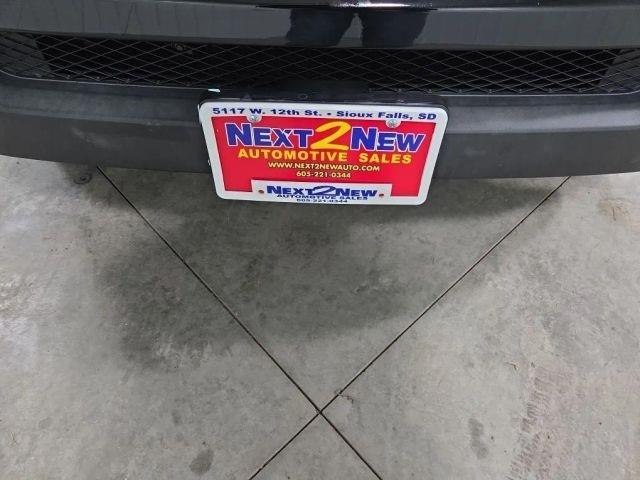 5117 W. 12th St. • Sioux Falls, SD
NEXT2NEW
AUTOMOTIVE SALES
WWW.NEXT2NEWAUTO.COM
605-221-0344
NEXT2NEW
AUTOMOTIVE SALES
605-221-0344